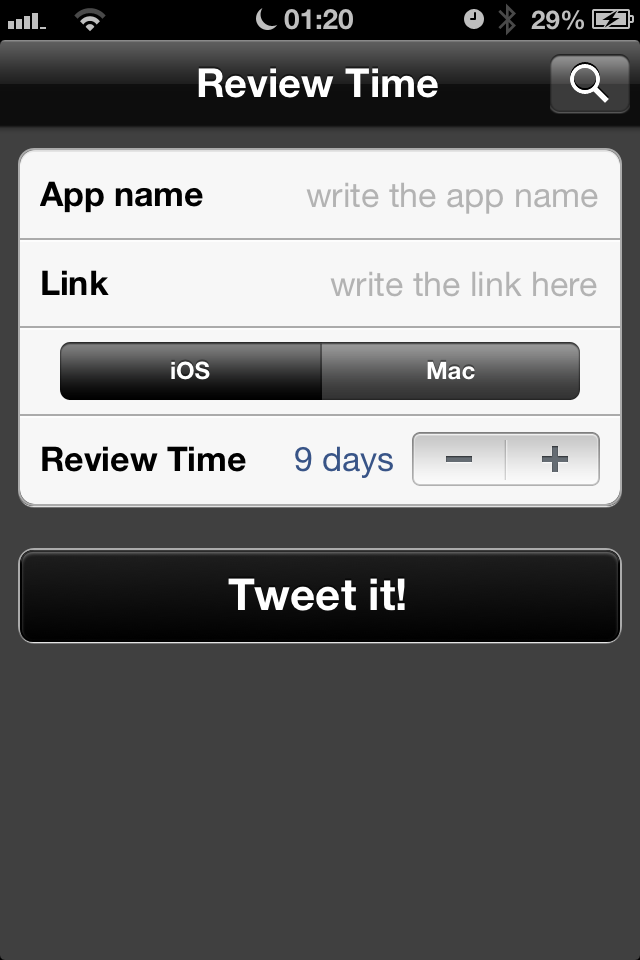 01:20 29%
Review Time
App name write the app name
Link write the link here
iOS Mac
Review Time 9 days − +
Tweet it!